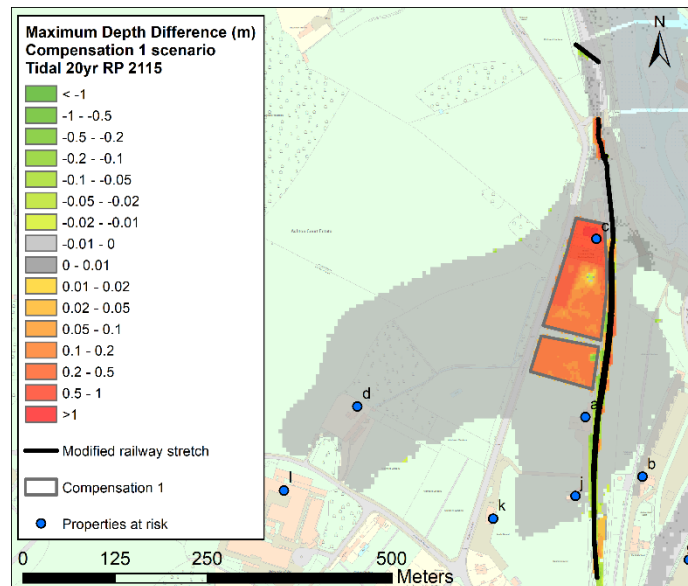 Maximum Depth Difference (m)
Compensation 1 scenario
Tidal 20yr RP 2115
< -1
-1 - -0.5
-0.5 - -0.2
-0.2 - -0.1
-0.1 - -0.05
-0.05 - -0.02
-0.02 - -0.01
-0.01 - 0
0 - 0.01
0.01 - 0.02
0.02 - 0.05
0.05 - 0.1
0.1 - 0.2
0.2 - 0.5
0.5 - 1
>1
Modified railway stretch
Compensation 1
Properties at risk
N
c
d
a
b
l
j
k
0 125 250 500
Meters